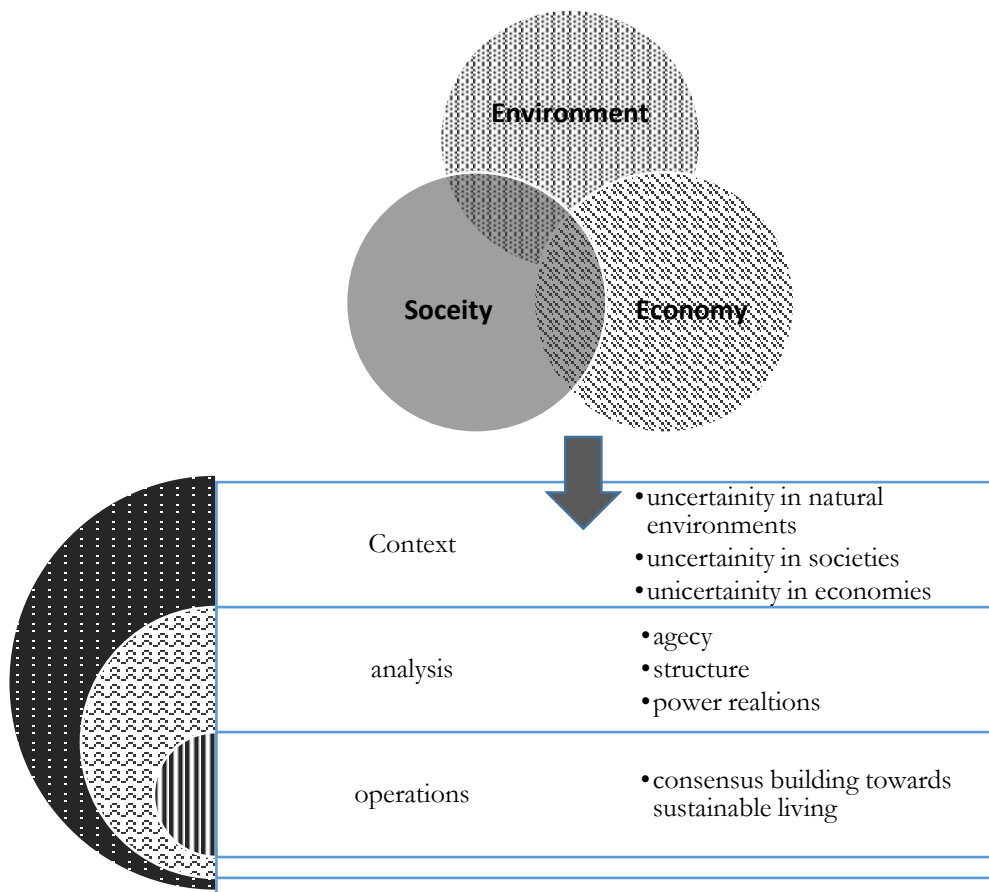 Environment
Soceity
Economy
Context
•uncertainity in natural
environments
•uncertainity in societies
•unicertainity in economies
analysis
•agecy
•structure
•power realtions
operations
•consensus building towards
sustainable living